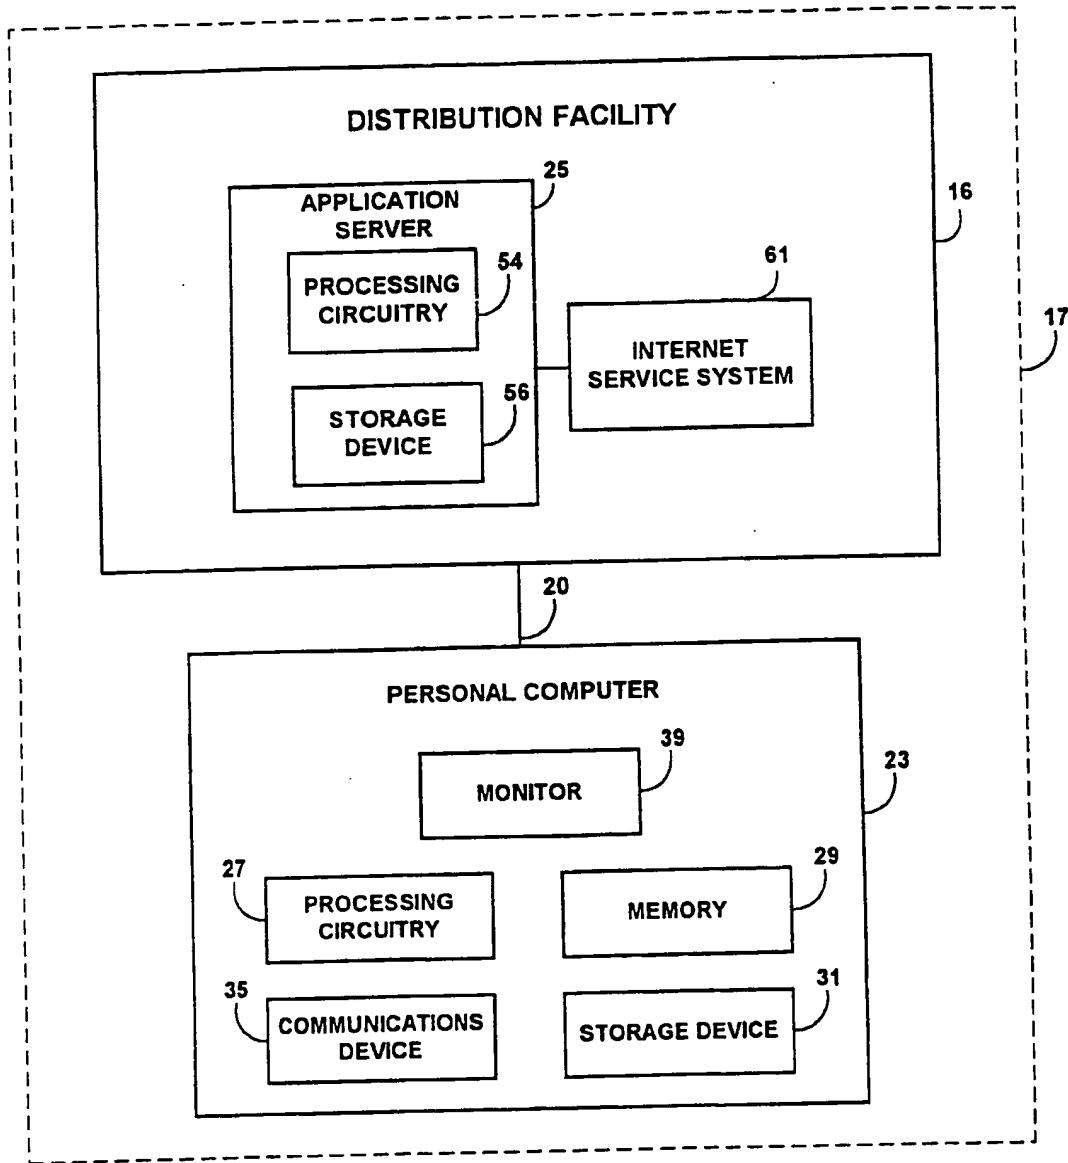 DISTRIBUTION FACILITY
25
APPLICATION
SERVER
16
54
PROCESSING
CIRCUITRY
61
17
INTERNET
SERVICE SYSTEM
56
STORAGE
DEVICE
20
PERSONAL COMPUTER
39
MONITOR
23
27
PROCESSING
CIRCUITRY
29
MEMORY
35
COMMUNICATIONS
DEVICE
31
STORAGE DEVICE